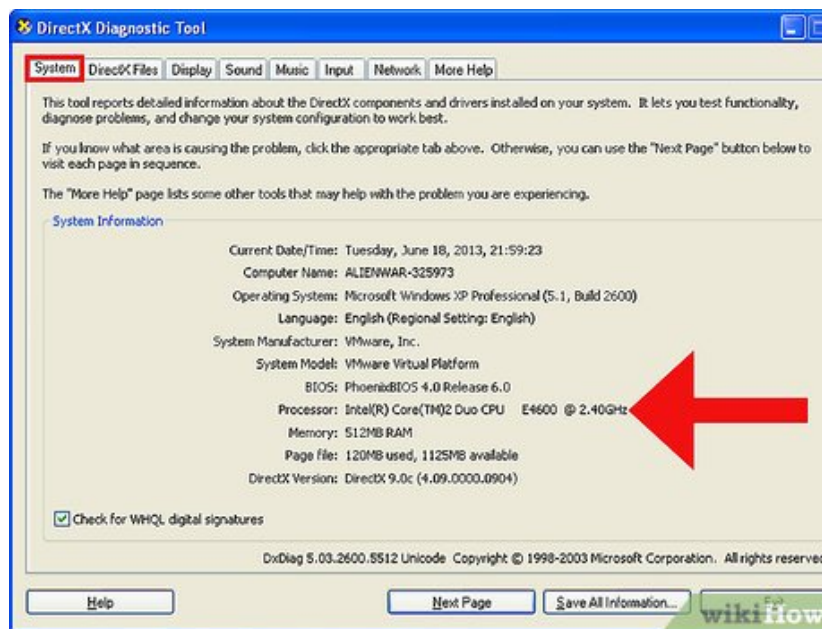 DirectX Diagnostic Tool
System DirectX Files Display Sound Music Input Network More Help
This tool reports detailed information about the DirectX components and drivers installed on your system. It lets you test functionality,
diagnose problems, and change your system configuration to work best.
If you know what area is causing the problem, click the appropriate tab above. Otherwise, you can use the "Next Page" button below to
visit each page in sequence.
The "More Help" page lists some other tools that may help with the problem you are experiencing.
System Information
Current Date/Time: Tuesday, June 18, 2013, 21:59:23
Computer Name: ALIENWAR-325973
Operating System: Microsoft Windows XP Professional (5.1, Build 2600)
Language: English (Regional Setting: English)
System Manufacturer: VMware, Inc.
System Model: VMware Virtual Platform
BIOS: PhoenixBIOS 4.0 Release 6.0
Processor: Intel(R) Core(TM)2 Duo CPU E4600 @ 2.40GHz
Memory: 512MB RAM
Page file: 120MB used, 1125MB available
DirectX Version: DirectX 9.0c (4.09.0000.0904)
Check for WHQL digital signatures
DxDiag 5.03.2600.5512 Unicode Copyright © 1998-2003 Microsoft Corporation. All rights reserved
Help Next Page Save All Information...
wikiHow